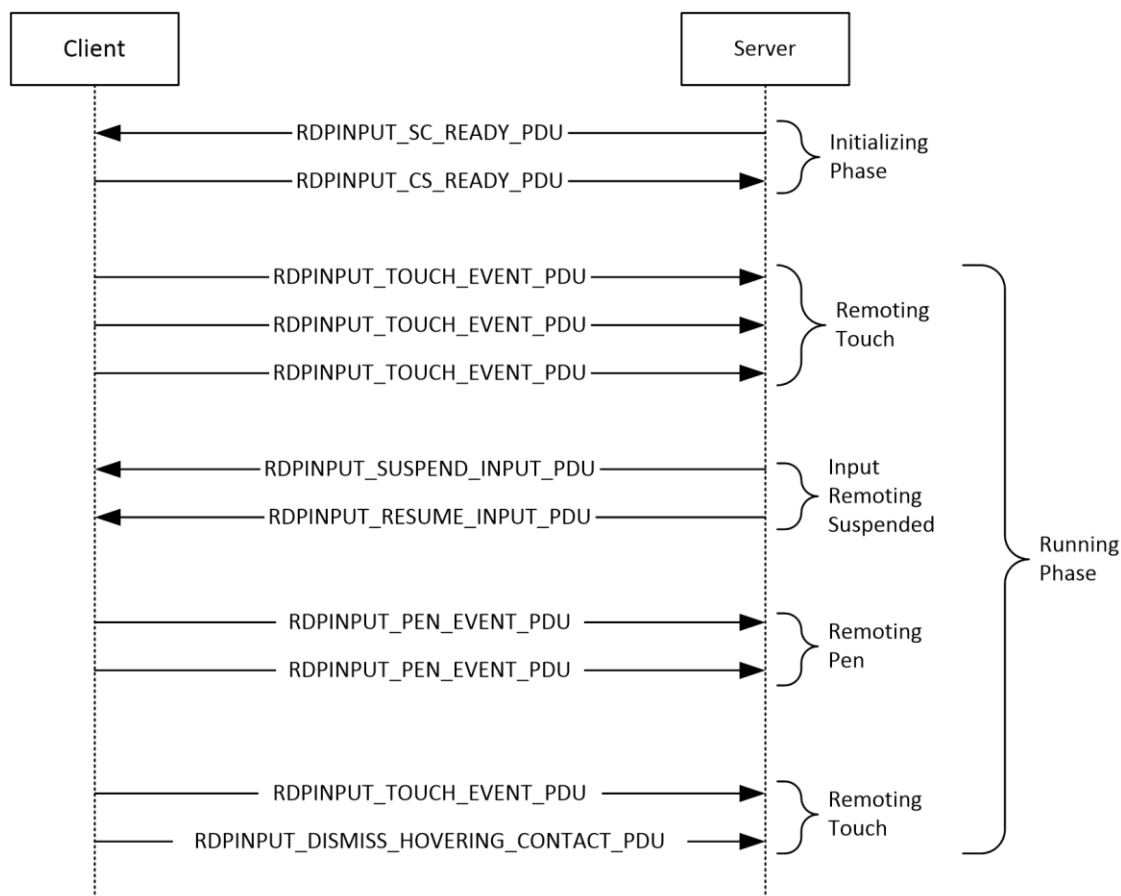 Client
Server
RDPINPUT_SC_READY_PDU
Initializing
Phase
RDPINPUT_CS_READY_PDU
RDPINPUT_TOUCH_EVENT_PDU
RDPINPUT_TOUCH_EVENT_PDU
RDPINPUT_TOUCH_EVENT_PDU
Remoting
Touch
RDPINPUT_SUSPEND_INPUT_PDU
RDPINPUT_RESUME_INPUT_PDU
Input
Remoting
Suspended
Running
Phase
RDPINPUT_PEN_EVENT_PDU
RDPINPUT_PEN_EVENT_PDU
Remoting
Pen
RDPINPUT_TOUCH_EVENT_PDU
RDPINPUT_DISMISS_HOVERING_CONTACT_PDU
Remoting
Touch